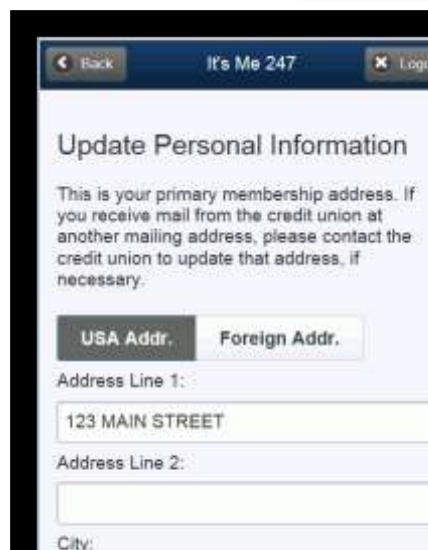 Back It's Me 247
Update Personal Information
This is your primary membership address. If
you receive mail from the credit union at
another mailing address, please contact the
credit union to update that address, if
necessary.
USA Addr. Foreign Addr.
Address Line 1:
123 MAIN STREET
Address Line 2:
City: